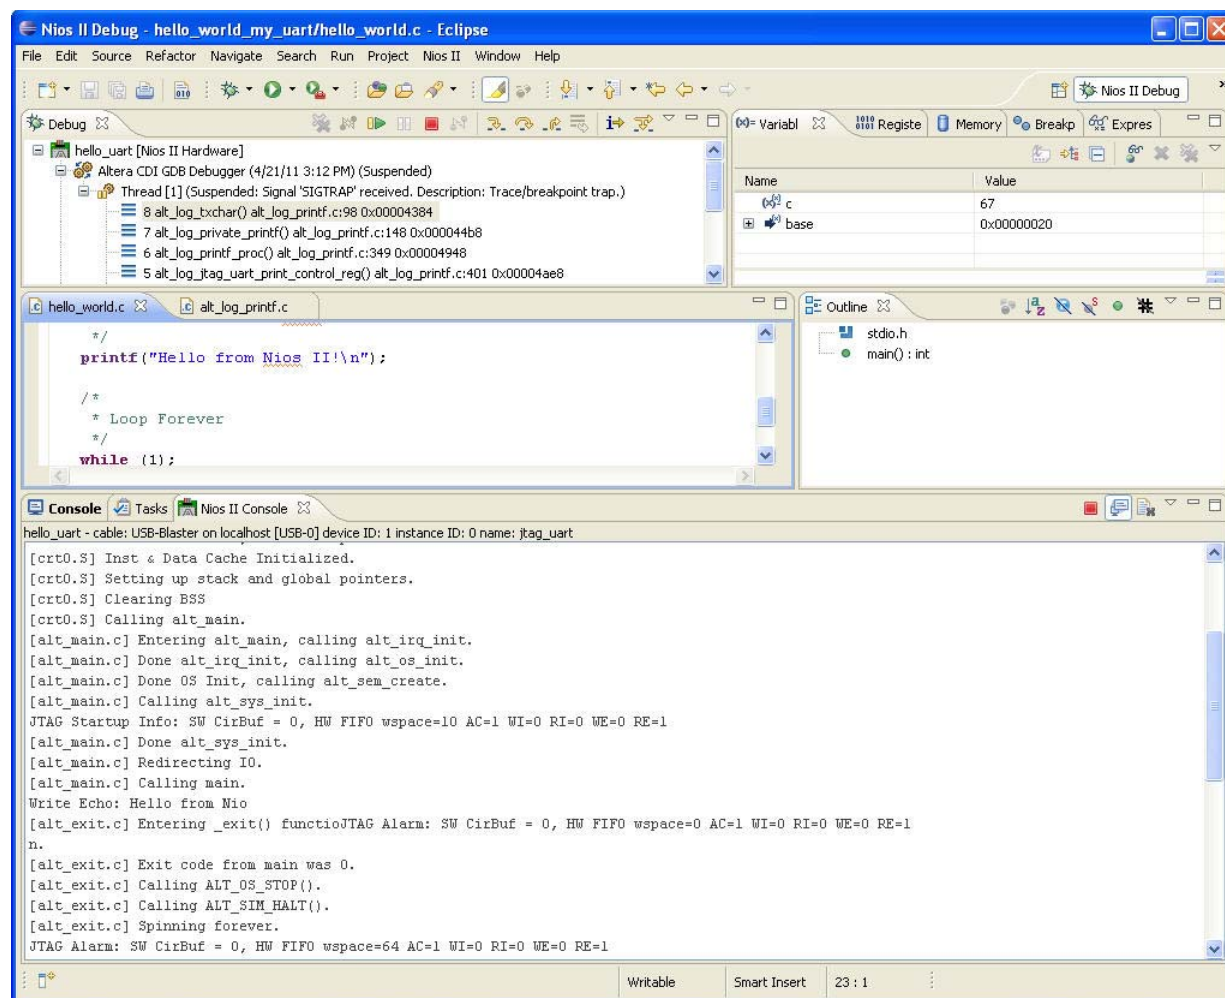 Nios II Debug - hello_world_my_uart/hello_world.c - Eclipse
File Edit Source Refactor Navigate Search Run Project Nios II Window Help
Nios II Debug
Debug
hello_uart [Nios II Hardware]
Altera CDI GDB Debugger (4/21/11 3:12 PM) (Suspended)
Thread [1] (Suspended: Signal 'SIGTRAP' received. Description: Trace/breakpoint trap.)
8 alt_log_txchar() alt_log_printf.c:98 0x00004384
7 alt_log_private_printf() alt_log_printf.c:148 0x000044b8
6 alt_log_printf_proc() alt_log_printf.c:349 0x00004948
5 alt_log_jtag_uart_print_control_reg() alt_log_printf.c:401 0x00004ae8
(x)= Variabl Registe Memory Breakp Expres
Name Value
c 67
base 0x00000020
hello_world.c alt_log_printf.c
*/
printf("Hello from Nios II!\n");
/*
* Loop Forever
*/
while (1);
Outline
stdio.h
main() : int
Console Tasks Nios II Console
hello_uart - cable: USB-Blaster on localhost [USB-0] device ID: 1 instance ID: 0 name: jtag_uart
[crt0.S] Inst & Data Cache Initialized.
[crt0.S] Setting up stack and global pointers.
[crt0.S] Clearing BSS
[crt0.S] Calling alt_main.
[alt_main.c] Entering alt_main, calling alt_irq_init.
[alt_main.c] Done alt_irq_init, calling alt_os_init.
[alt_main.c] Done OS Init, calling alt_sem_create.
[alt_main.c] Calling alt_sys_init.
JTAG Startup Info: SW CirBuf = 0, HW FIFO wspace=10 AC=1 WI=0 RI=0 WE=0 RE=1
[alt_main.c] Done alt_sys_init.
[alt_main.c] Redirecting IO.
[alt_main.c] Calling main.
Write Echo: Hello from Nio
[alt_exit.c] Entering _exit() functioJTAG Alarm: SW CirBuf = 0, HW FIFO wspace=0 AC=1 WI=0 RI=0 WE=0 RE=1
n.
[alt_exit.c] Exit code from main was 0.
[alt_exit.c] Calling ALT_OS_STOP().
[alt_exit.c] Calling ALT_SIM_HALT().
[alt_exit.c] Spinning forever.
JTAG Alarm: SW CirBuf = 0, HW FIFO wspace=64 AC=1 WI=0 RI=0 WE=0 RE=1
Writable Smart Insert 23 : 1